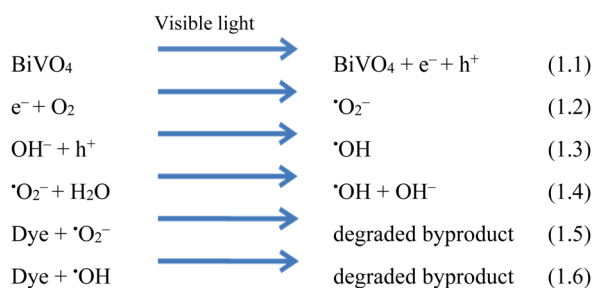 Visible light
BiVO₄ → BiVO₄ + e⁻ + h⁺ (1.1)
e⁻ + O₂ → •O₂⁻ (1.2)
OH⁻ + h⁺ → •OH (1.3)
•O₂⁻ + H₂O → •OH + OH⁻ (1.4)
Dye + •O₂⁻ → degraded byproduct (1.5)
Dye + •OH → degraded byproduct (1.6)